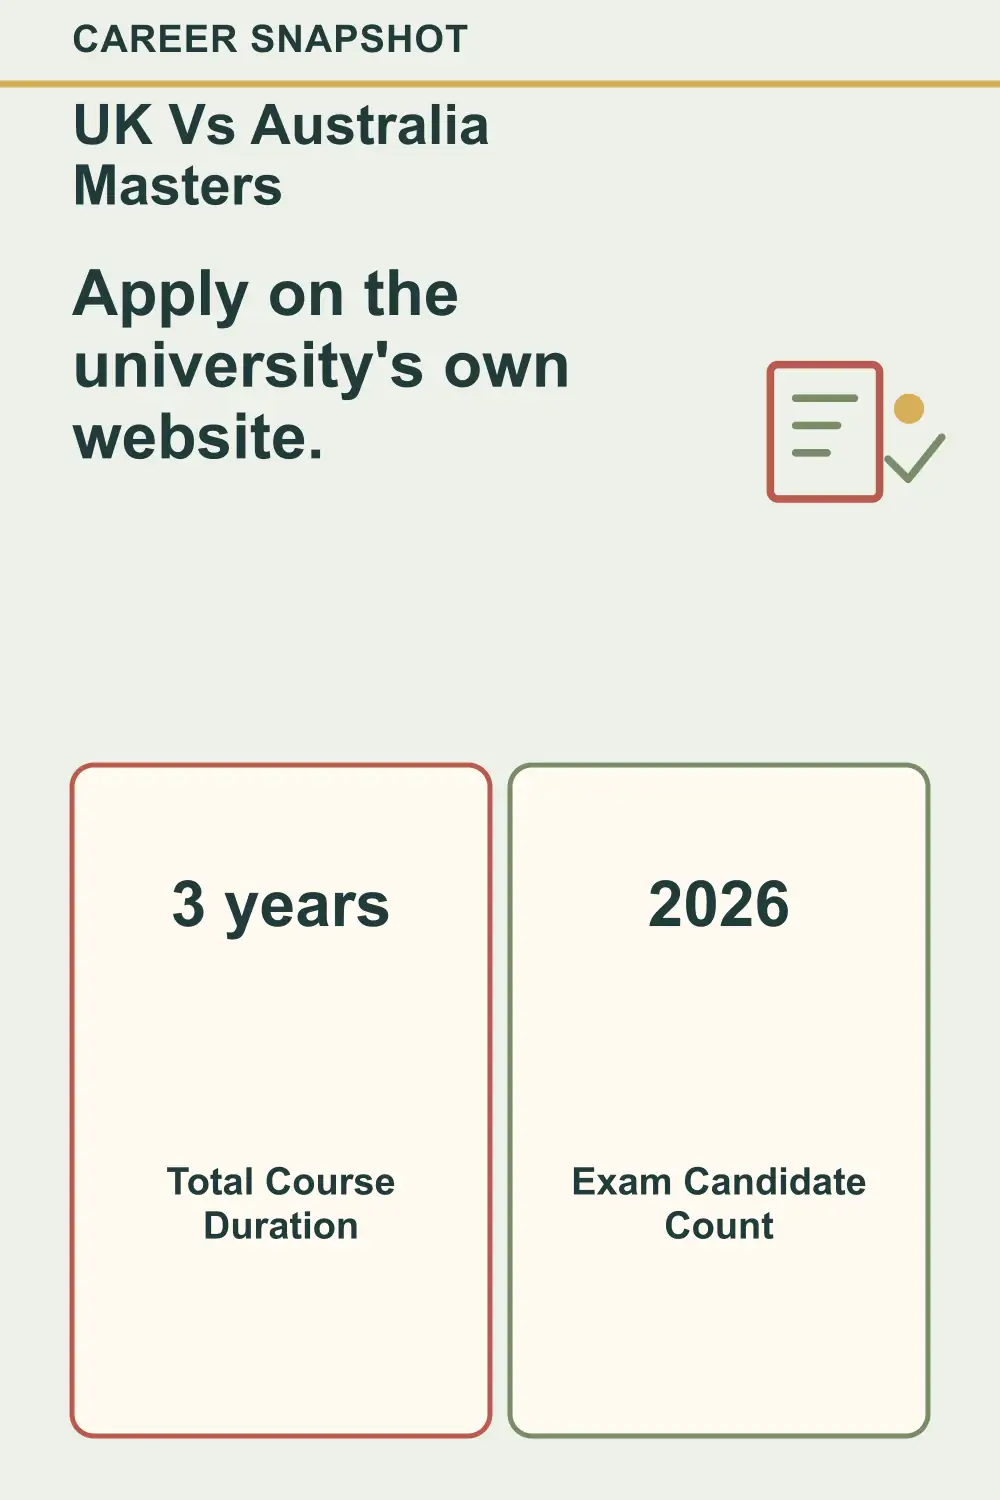 CAREER SNAPSHOT
UK Vs Australia
Masters
Apply on the
university's own
website.
3 years
2026
Total Course
Duration
Exam Candidate
Count